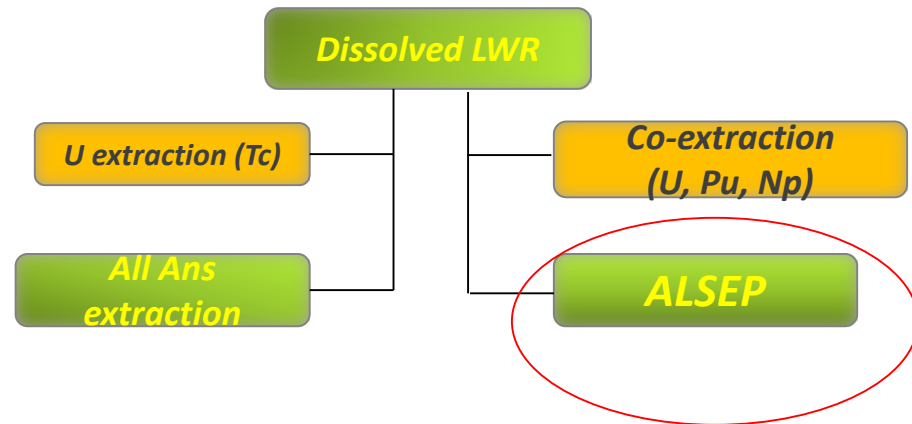 Dissolved LWR
U extraction (Tc)
Co-extraction
(U, Pu, Np)
All Ans
extraction
ALSEP